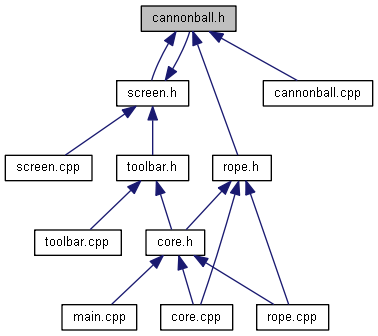 cannonball.h
screen.h
cannonball.cpp
screen.cpp
toolbar.h
rope.h
toolbar.cpp
core.h
main.cpp
core.cpp
rope.cpp